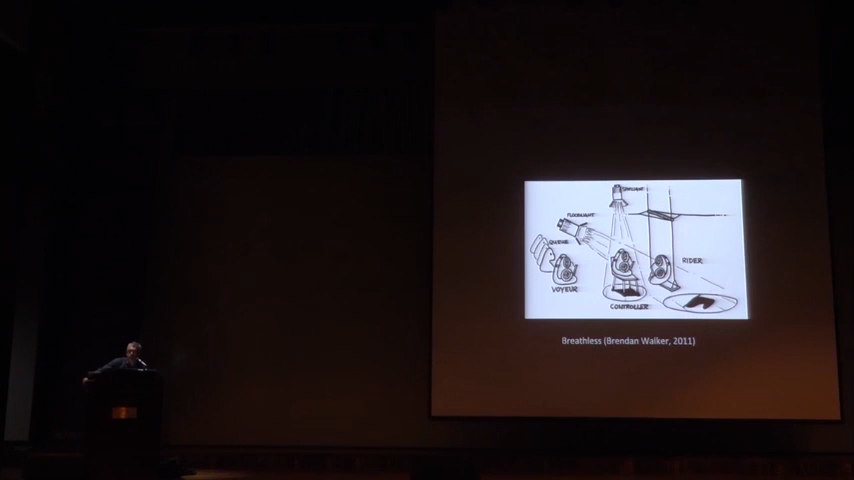 SPOTLIGHT
FLOODLIGHT
QUEUE
RIDER
VOYEUR
CONTROLLER
Breathless (Brendan Walker, 2011)